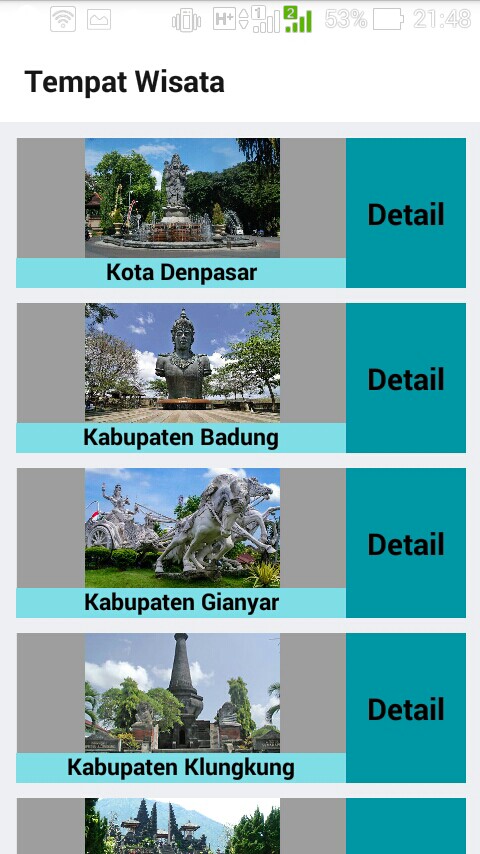 H+ 1 2 53% 21:48
Tempat Wisata
Detail
Kota Denpasar
Detail
Kabupaten Badung
Detail
Kabupaten Gianyar
Detail
Kabupaten Klungkung